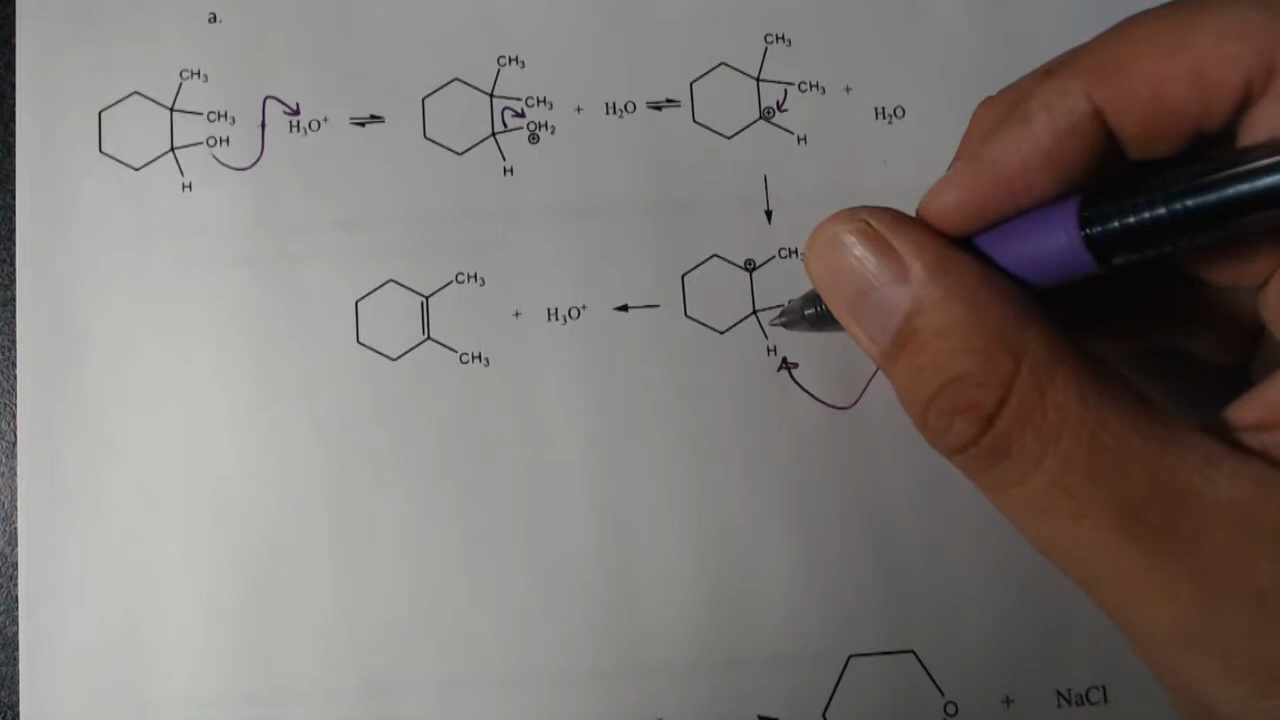 a.
CH3
CH3
OH
H
H3O+
CH3
CH3
OH2
⊕
H
+ H2O
CH3
CH3
⊕
H
+ H2O
⊕
H
CH3
CH3
+ H3O+
O
+ NaCl